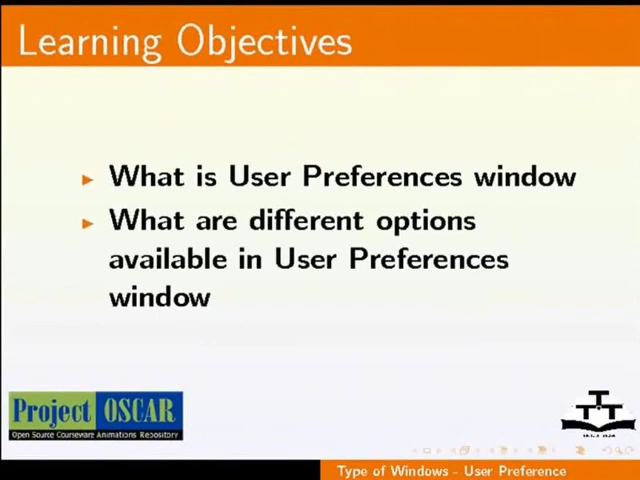 Learning Objectives
What is User Preferences window
What are different options
available in User Preferences
window
Project OSCAR
Open Source Courseware Animations Repository
Type of Windows - User Preference